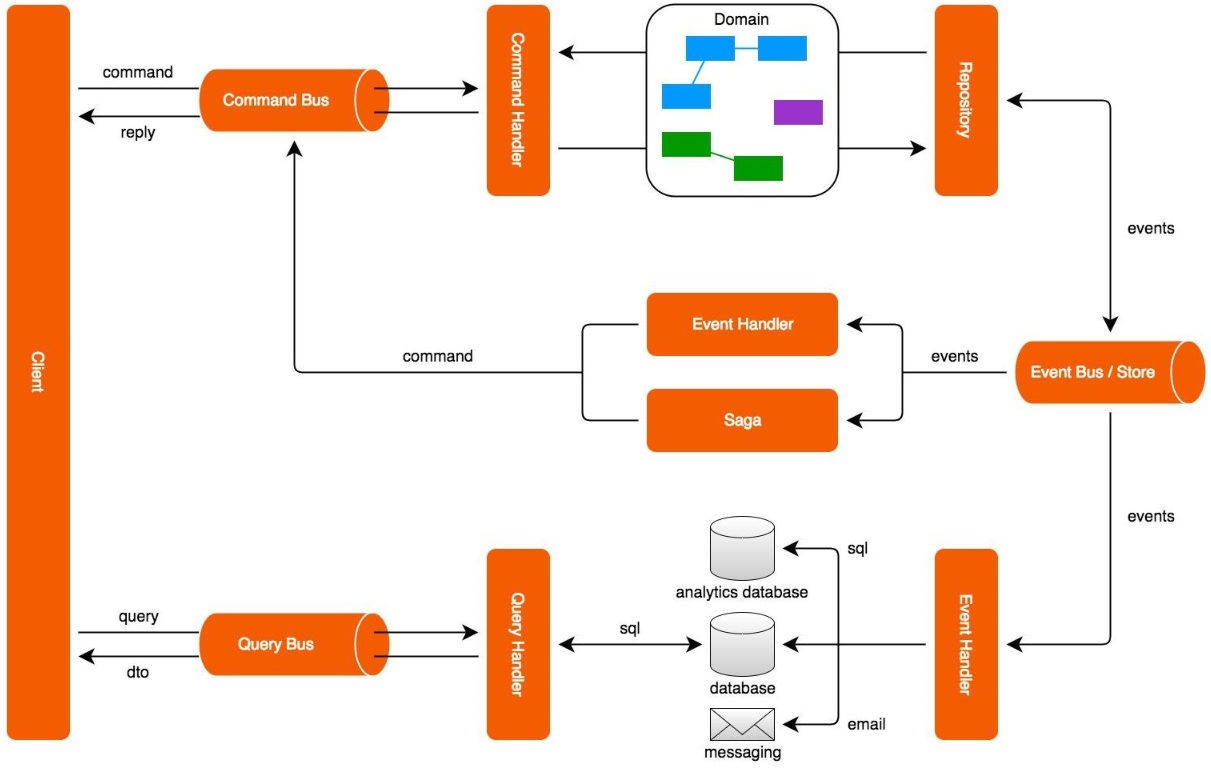 Domain
command
Command Bus
reply
Command Handler
Repository
events
Event Handler
command
events
Event Bus / Store
Client
Saga
events
sql
analytics database
query
Query Bus
dto
Query Handler
sql
database
Event Handler
email
messaging